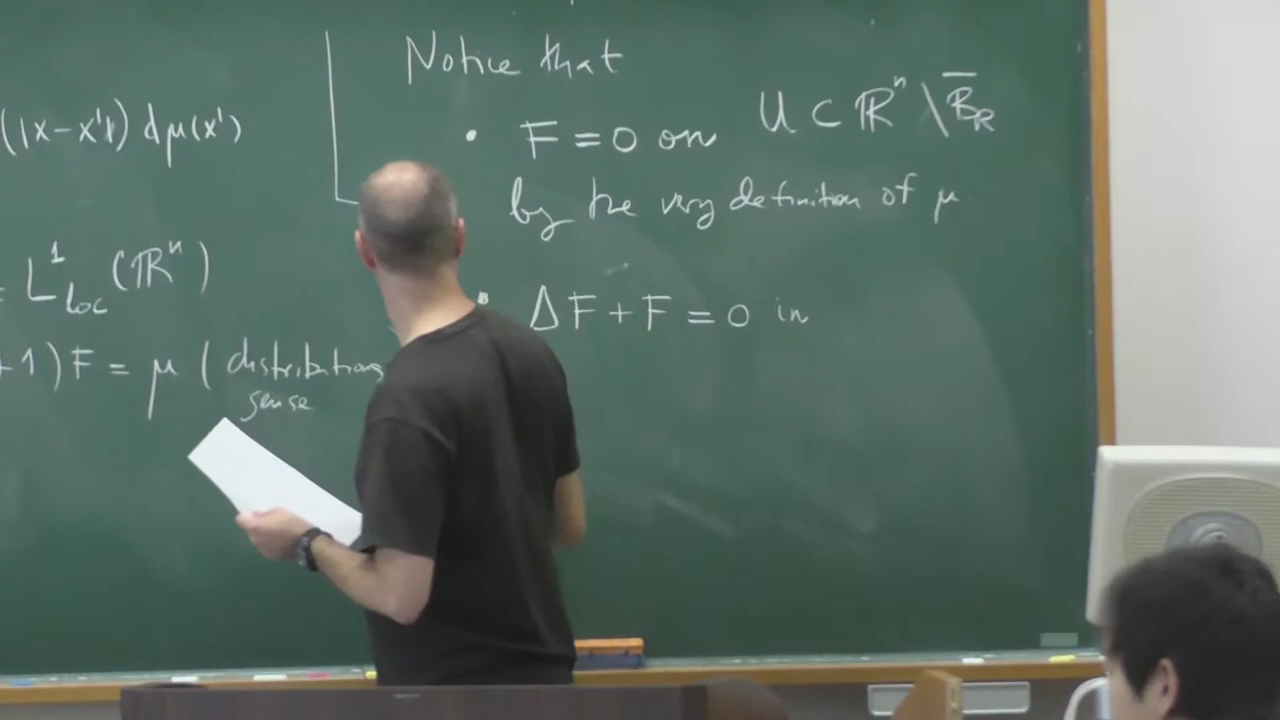 (|x-x'|) dμ(x')
= L¹_loc (ℝⁿ)
+1)F = μ (distributions
sense
Notice that
• F = 0 on U ⊂ ℝⁿ \ B̅_R
by the very definition of μ
• ΔF + F = 0 in